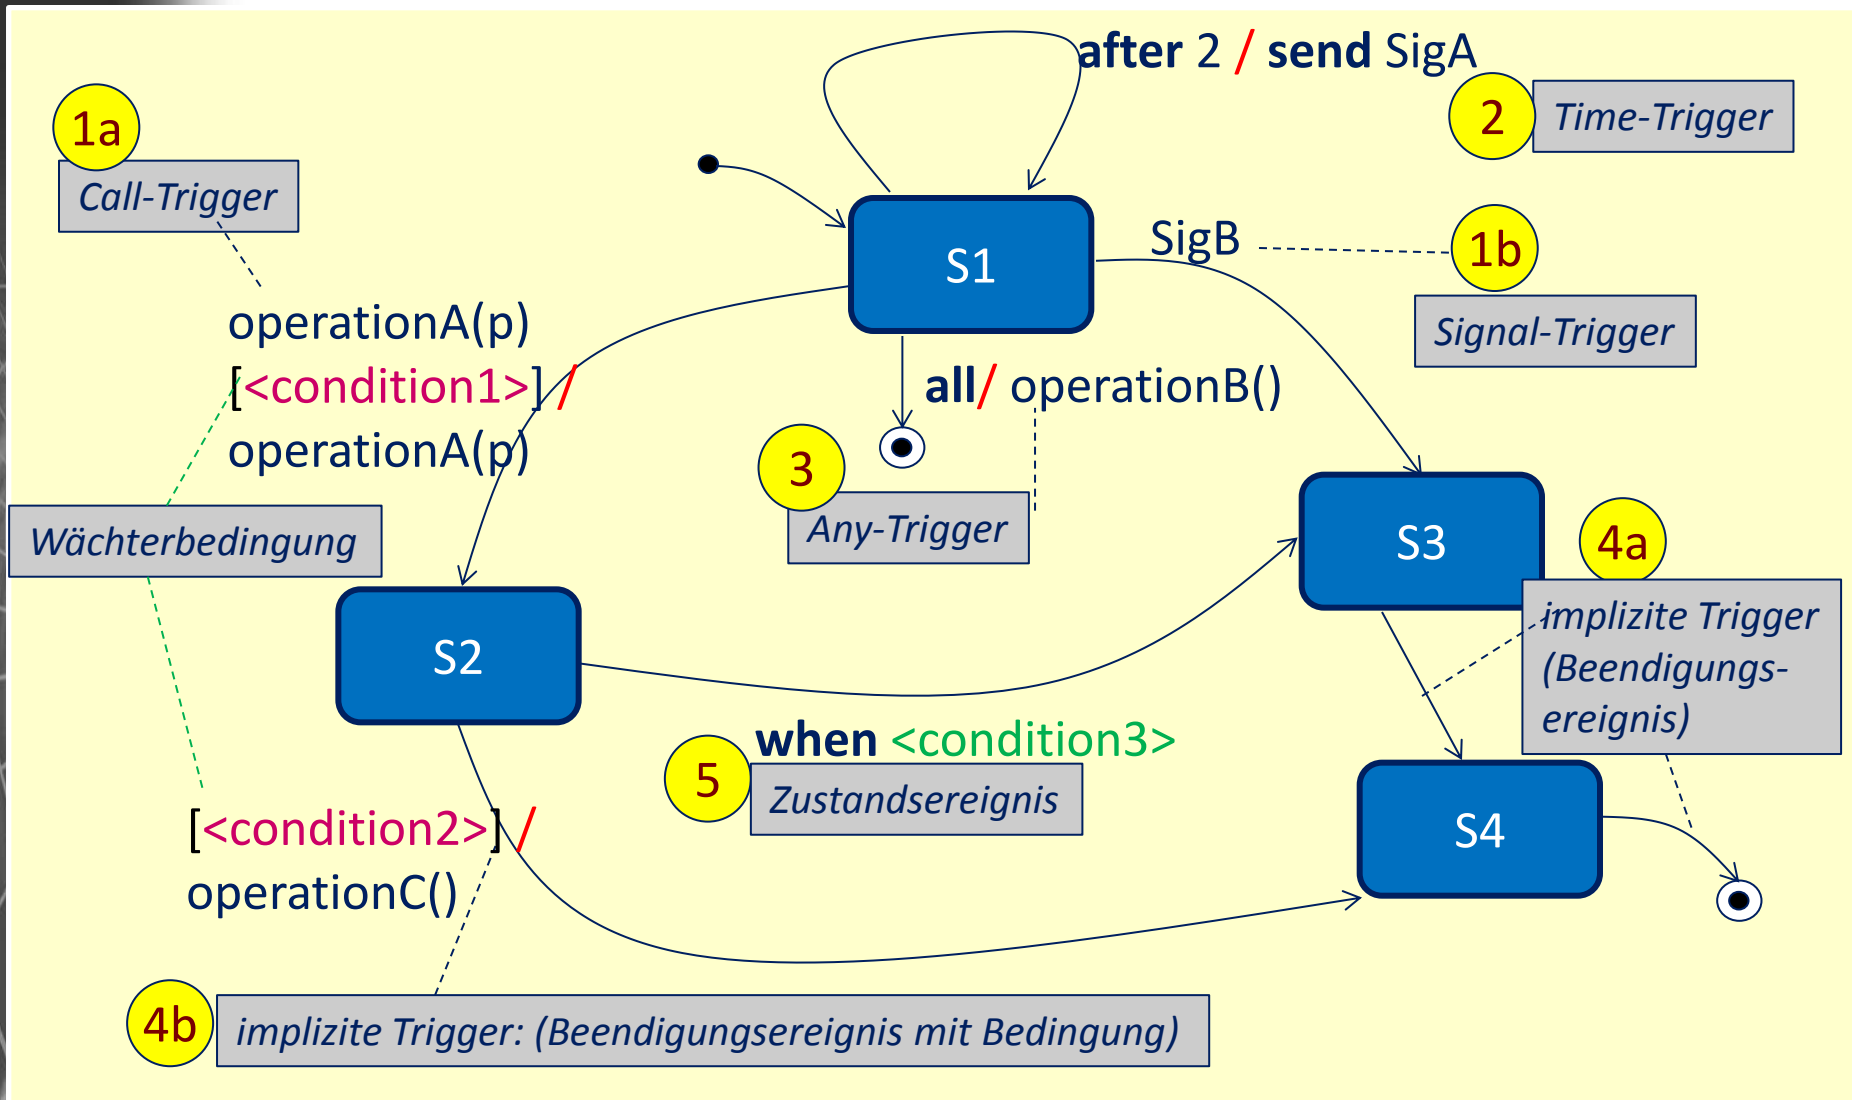 after 2 / send SigA
1a
Call-Trigger
2
Time-Trigger
S1
SigB
1b
Signal-Trigger
operationA(p)
[<condition1>] /
operationA(p)
all/ operationB()
3
Any-Trigger
Wächterbedingung
S3
4a
implizite Trigger
(Beendigungs-
ereignis)
S2
when <condition3>
5
Zustandsereignis
S4
[<condition2>] /
operationC()
4b
implizite Trigger: (Beendigungsereignis mit Bedingung)